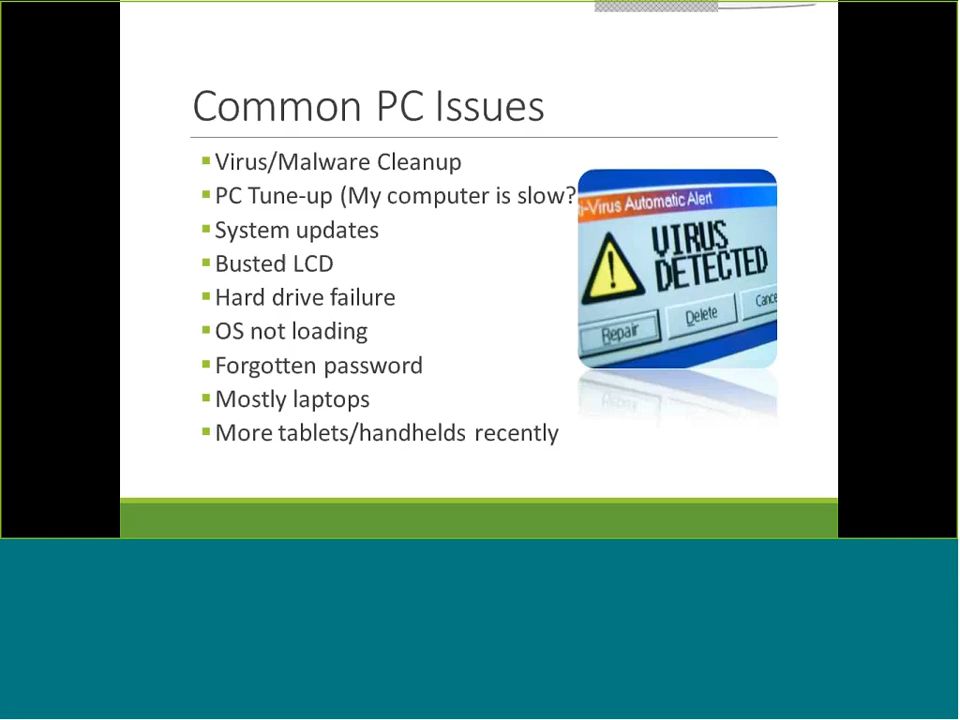 Common PC Issues
Virus/Malware Cleanup
PC Tune-up (My computer is slow?
System updates
Busted LCD
Hard drive failure
OS not loading
Forgotten password
Mostly laptops
More tablets/handhelds recently
i-Virus Automatic Alert
VIRUS
DETECTED
Repair
Delete
Cance